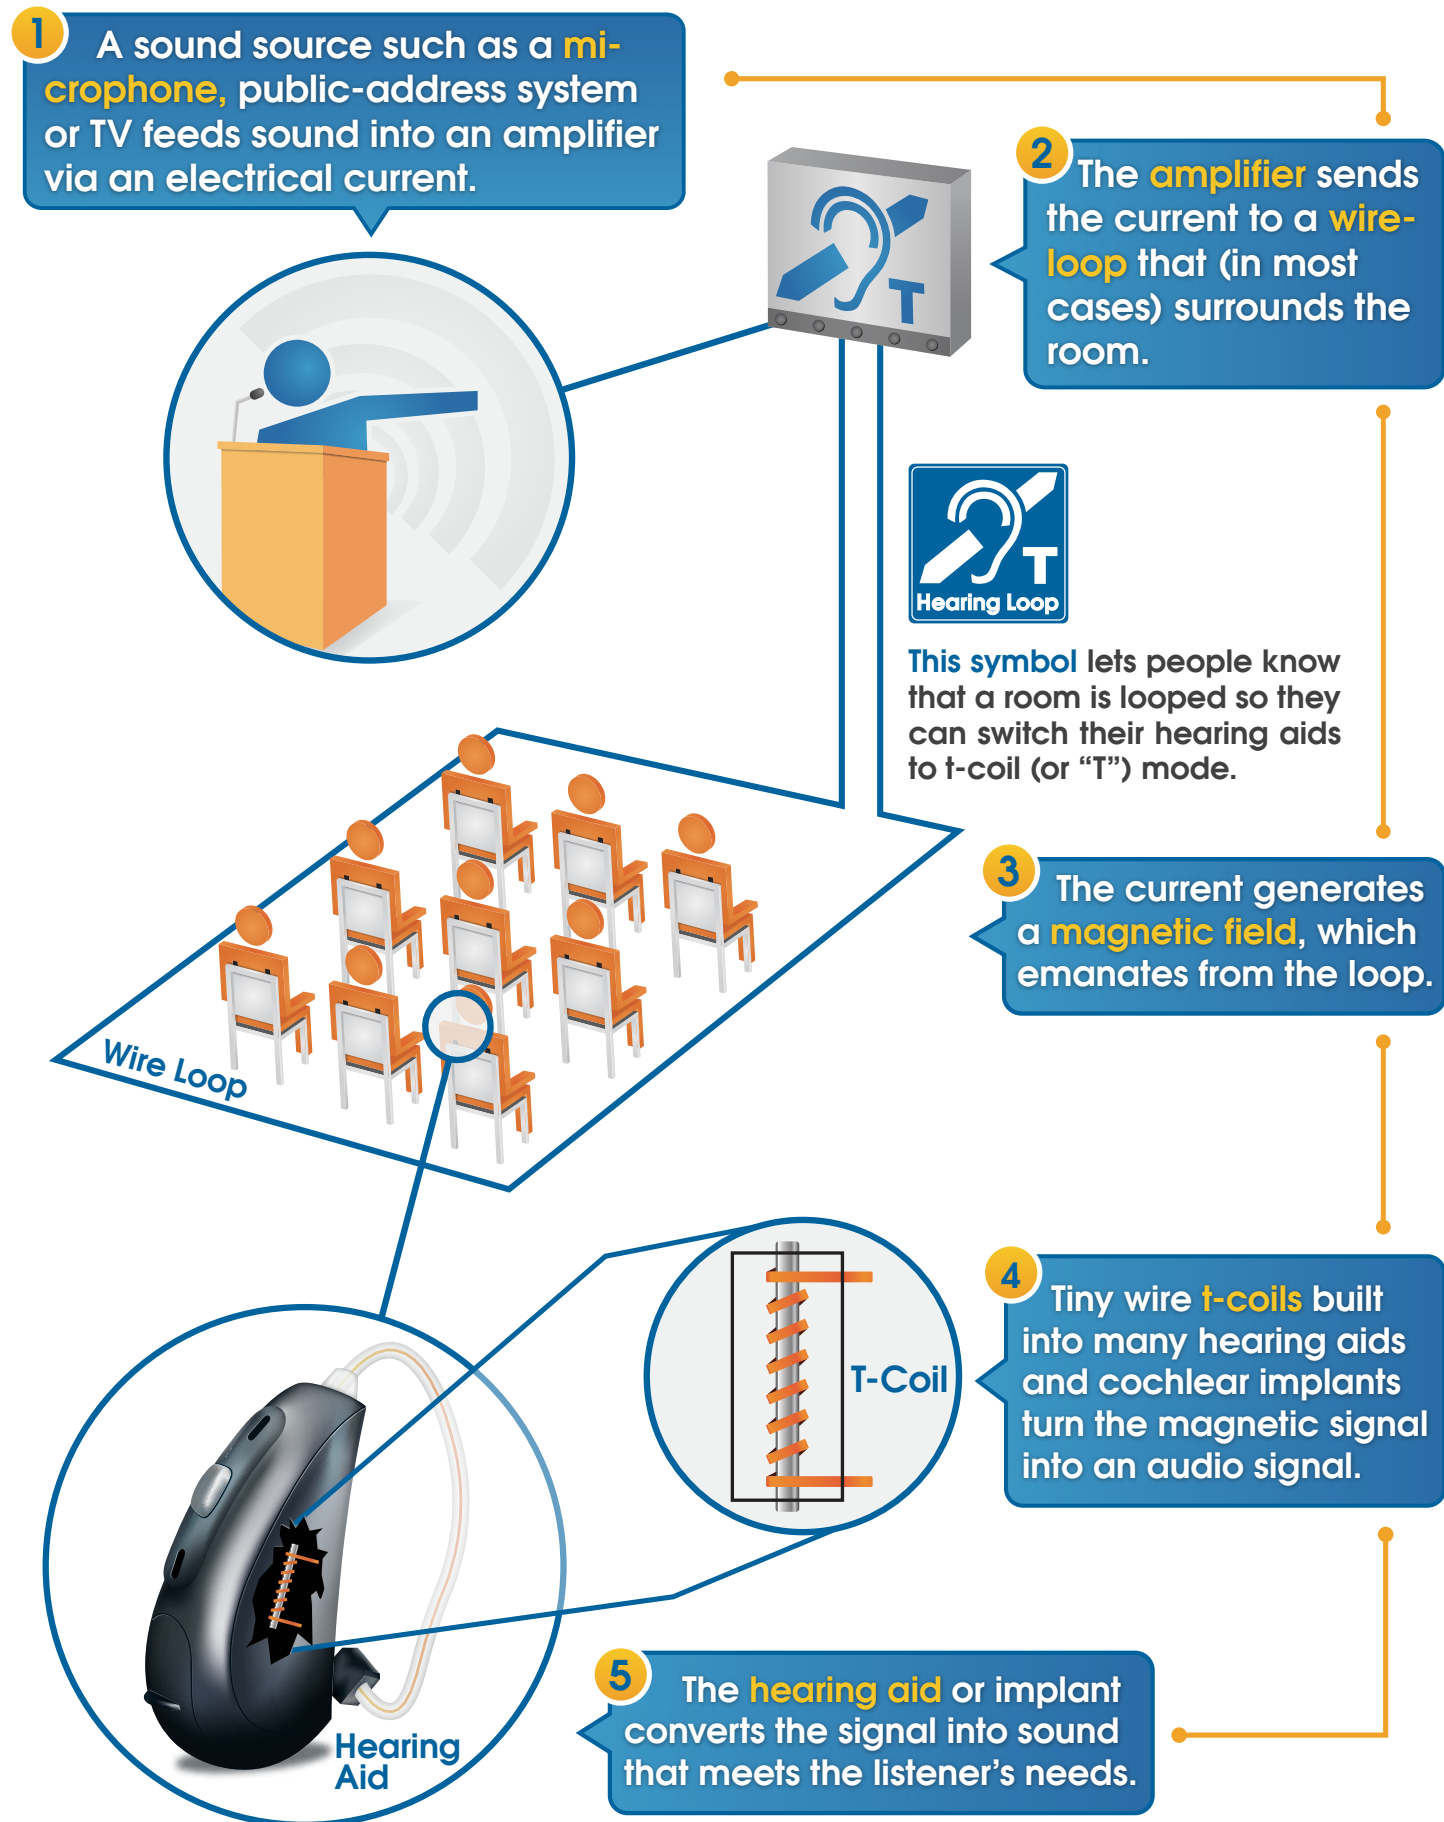 1
A sound source such as a mi-
crophone, public-address system
or TV feeds sound into an amplifier
via an electrical current.
T
2
The amplifier sends
the current to a wire-
loop that (in most
cases) surrounds the
room.
T
Hearing Loop
This symbol lets people know
that a room is looped so they
can switch their hearing aids
to t-coil (or “T”) mode.
3
The current generates
a magnetic field, which
emanates from the loop.
Wire Loop
4
Tiny wire t-coils built
into many hearing aids
and cochlear implants
turn the magnetic signal
into an audio signal.
T-Coil
5
The hearing aid or implant
converts the signal into sound
that meets the listener’s needs.
Hearing
Aid